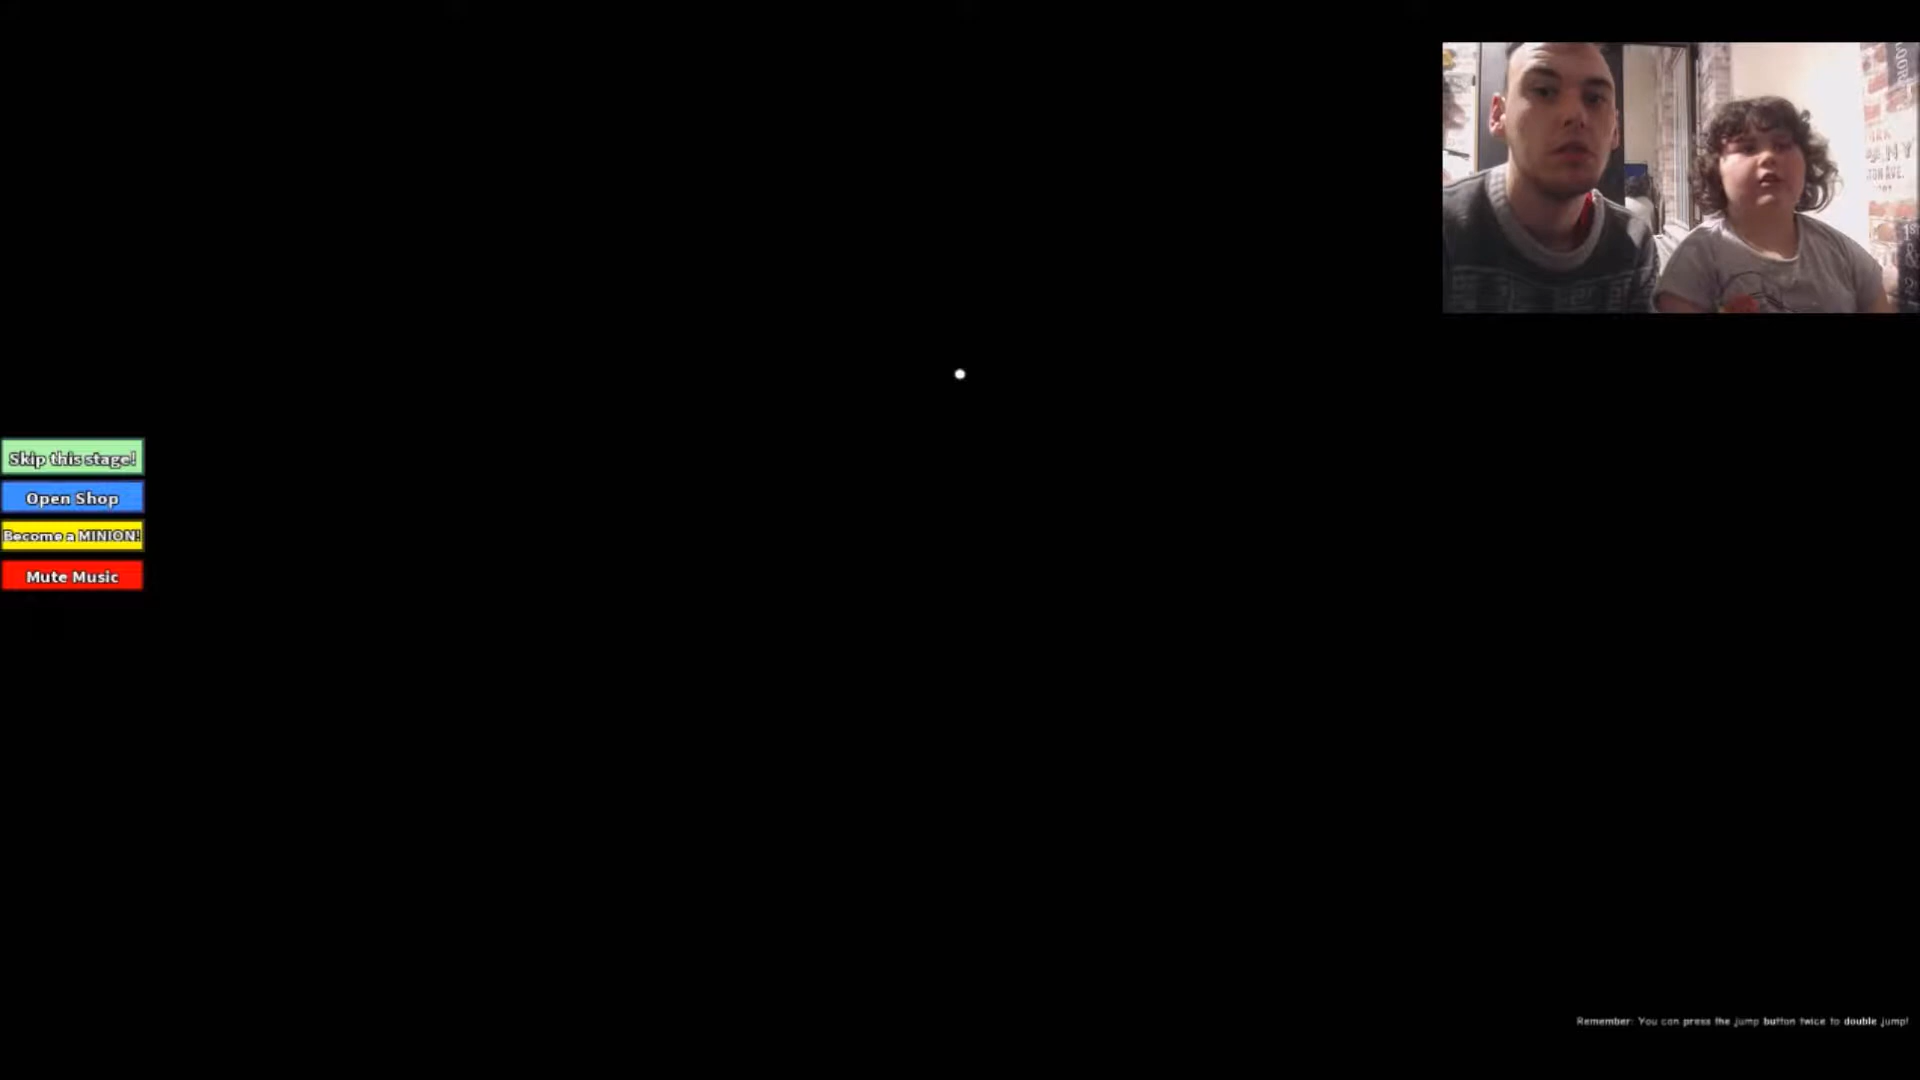 Skip this stage!
Open Shop
Become a MINION!
Mute Music
ANY
Remember: You can press the jump button twice to double jump!